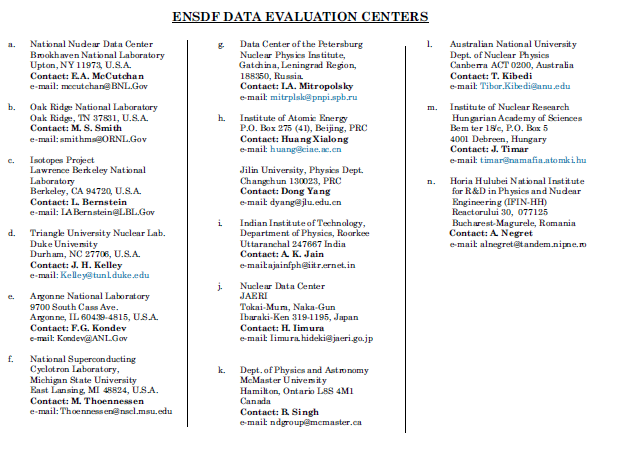 ENSDF DATA EVALUATION CENTERS
a. National Nuclear Data Center
Brookhaven National Laboratory
Upton, NY 11973, U.S.A.
Contact: E.A. McCutchan
e-mail: mccutchan@BNL.Gov
b. Oak Ridge National Laboratory
Oak Ridge, TN 37831, U.S.A.
Contact: M. S. Smith
e-mail: smithms@ORNL.Gov
c. Isotopes Project
Lawrence Berkeley National
Laboratory
Berkeley, CA 94720, U.S.A.
Contact: L. Bernstein
e-mail: LABernstein@LBL.Gov
d. Triangle University Nuclear Lab.
Duke University
Durham, NC 27706, U.S.A.
Contact: J. H. Kelley
e-mail: Kelley@tunl.duke.edu
e. Argonne National Laboratory
9700 South Cass Ave.
Argonne, IL 60439-4815, U.S.A.
Contact: F.G. Kondev
e-mail: Kondev@ANL.Gov
f. National Superconducting
Cyclotron Laboratory,
Michigan State University
East Lansing, MI 48824, U.S.A.
Contact: M. Thoennessen
e-mail: Thoennessen@nscl.msu.edu
g. Data Center of the Petersburg
Nuclear Physics Institute,
Gatchina, Leningrad Region,
188350, Russia.
Contact: I.A. Mitropolsky
e-mail: mitrplsk@pnpi.spb.ru
h. Institute of Atomic Energy
P.O. Box 275 (41), Beijing, PRC
Contact: Huang Xialong
e-mail: huang@ciae.ac.cn
Jilin University, Physics Dept.
Changchun 130023, PRC
Contact: Dong Yang
e-mail: dyang@jlu.edu.cn
i. Indian Institute of Technology,
Department of Physics, Roorkee
Uttaranchal 247667 India
Contact: A. K. Jain
e-mail:ajainfph@iitr.ernet.in
j. Nuclear Data Center
JAERI
Tokai-Mura, Naka-Gun
Ibaraki-Ken 319-1195, Japan
Contact: H. Iimura
e-mail: Iimura.hideki@jaeri.go.jp
k. Dept. of Physics and Astronomy
McMaster University
Hamilton, Ontario L8S 4M1
Canada
Contact: B. Singh
e-mail: ndgroup@mcmaster.ca
l. Australian National University
Dept. of Nuclear Physics
Canberra ACT 0200, Australia
Contact: T. Kibedi
e-mail: Tibor.Kibedi@anu.edu
m. Institute of Nuclear Research
Hungarian Academy of Sciences
Bem ter 18/c, P.O. Box 5
4001 Debreen, Hungary
Contact: J. Timar
e-mail: timar@namafia.atomki.hu
n. Horia Hulubei National Institute
for R&D in Physics and Nuclear
Engineering (IFIN-HH)
Reactorului 30, 077125
Bucharest-Magurele, Romania
Contact: A. Negret
e-mail: alnegret@tandem.nipne.ro